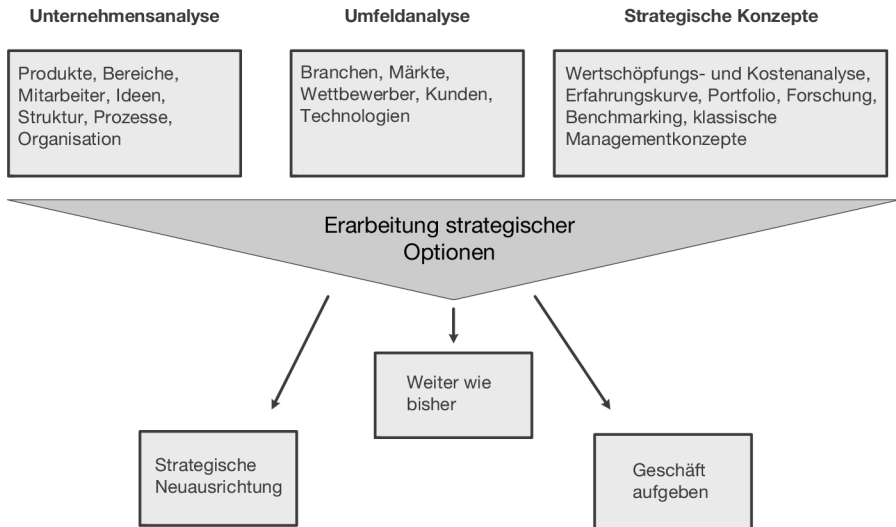 Unternehmensanalyse
Umfeldanalyse
Strategische Konzepte
Produkte, Bereiche,
Mitarbeiter, Ideen,
Struktur, Prozesse,
Organisation
Branchen, Märkte,
Wettbewerber, Kunden,
Technologien
Wertschöpfungs- und Kostenanalyse,
Erfahrungskurve, Portfolio, Forschung,
Benchmarking, klassische
Managementkonzepte
Erarbeitung strategischer
Optionen
Weiter wie
bisher
Strategische
Neuausrichtung
Geschäft
aufgeben